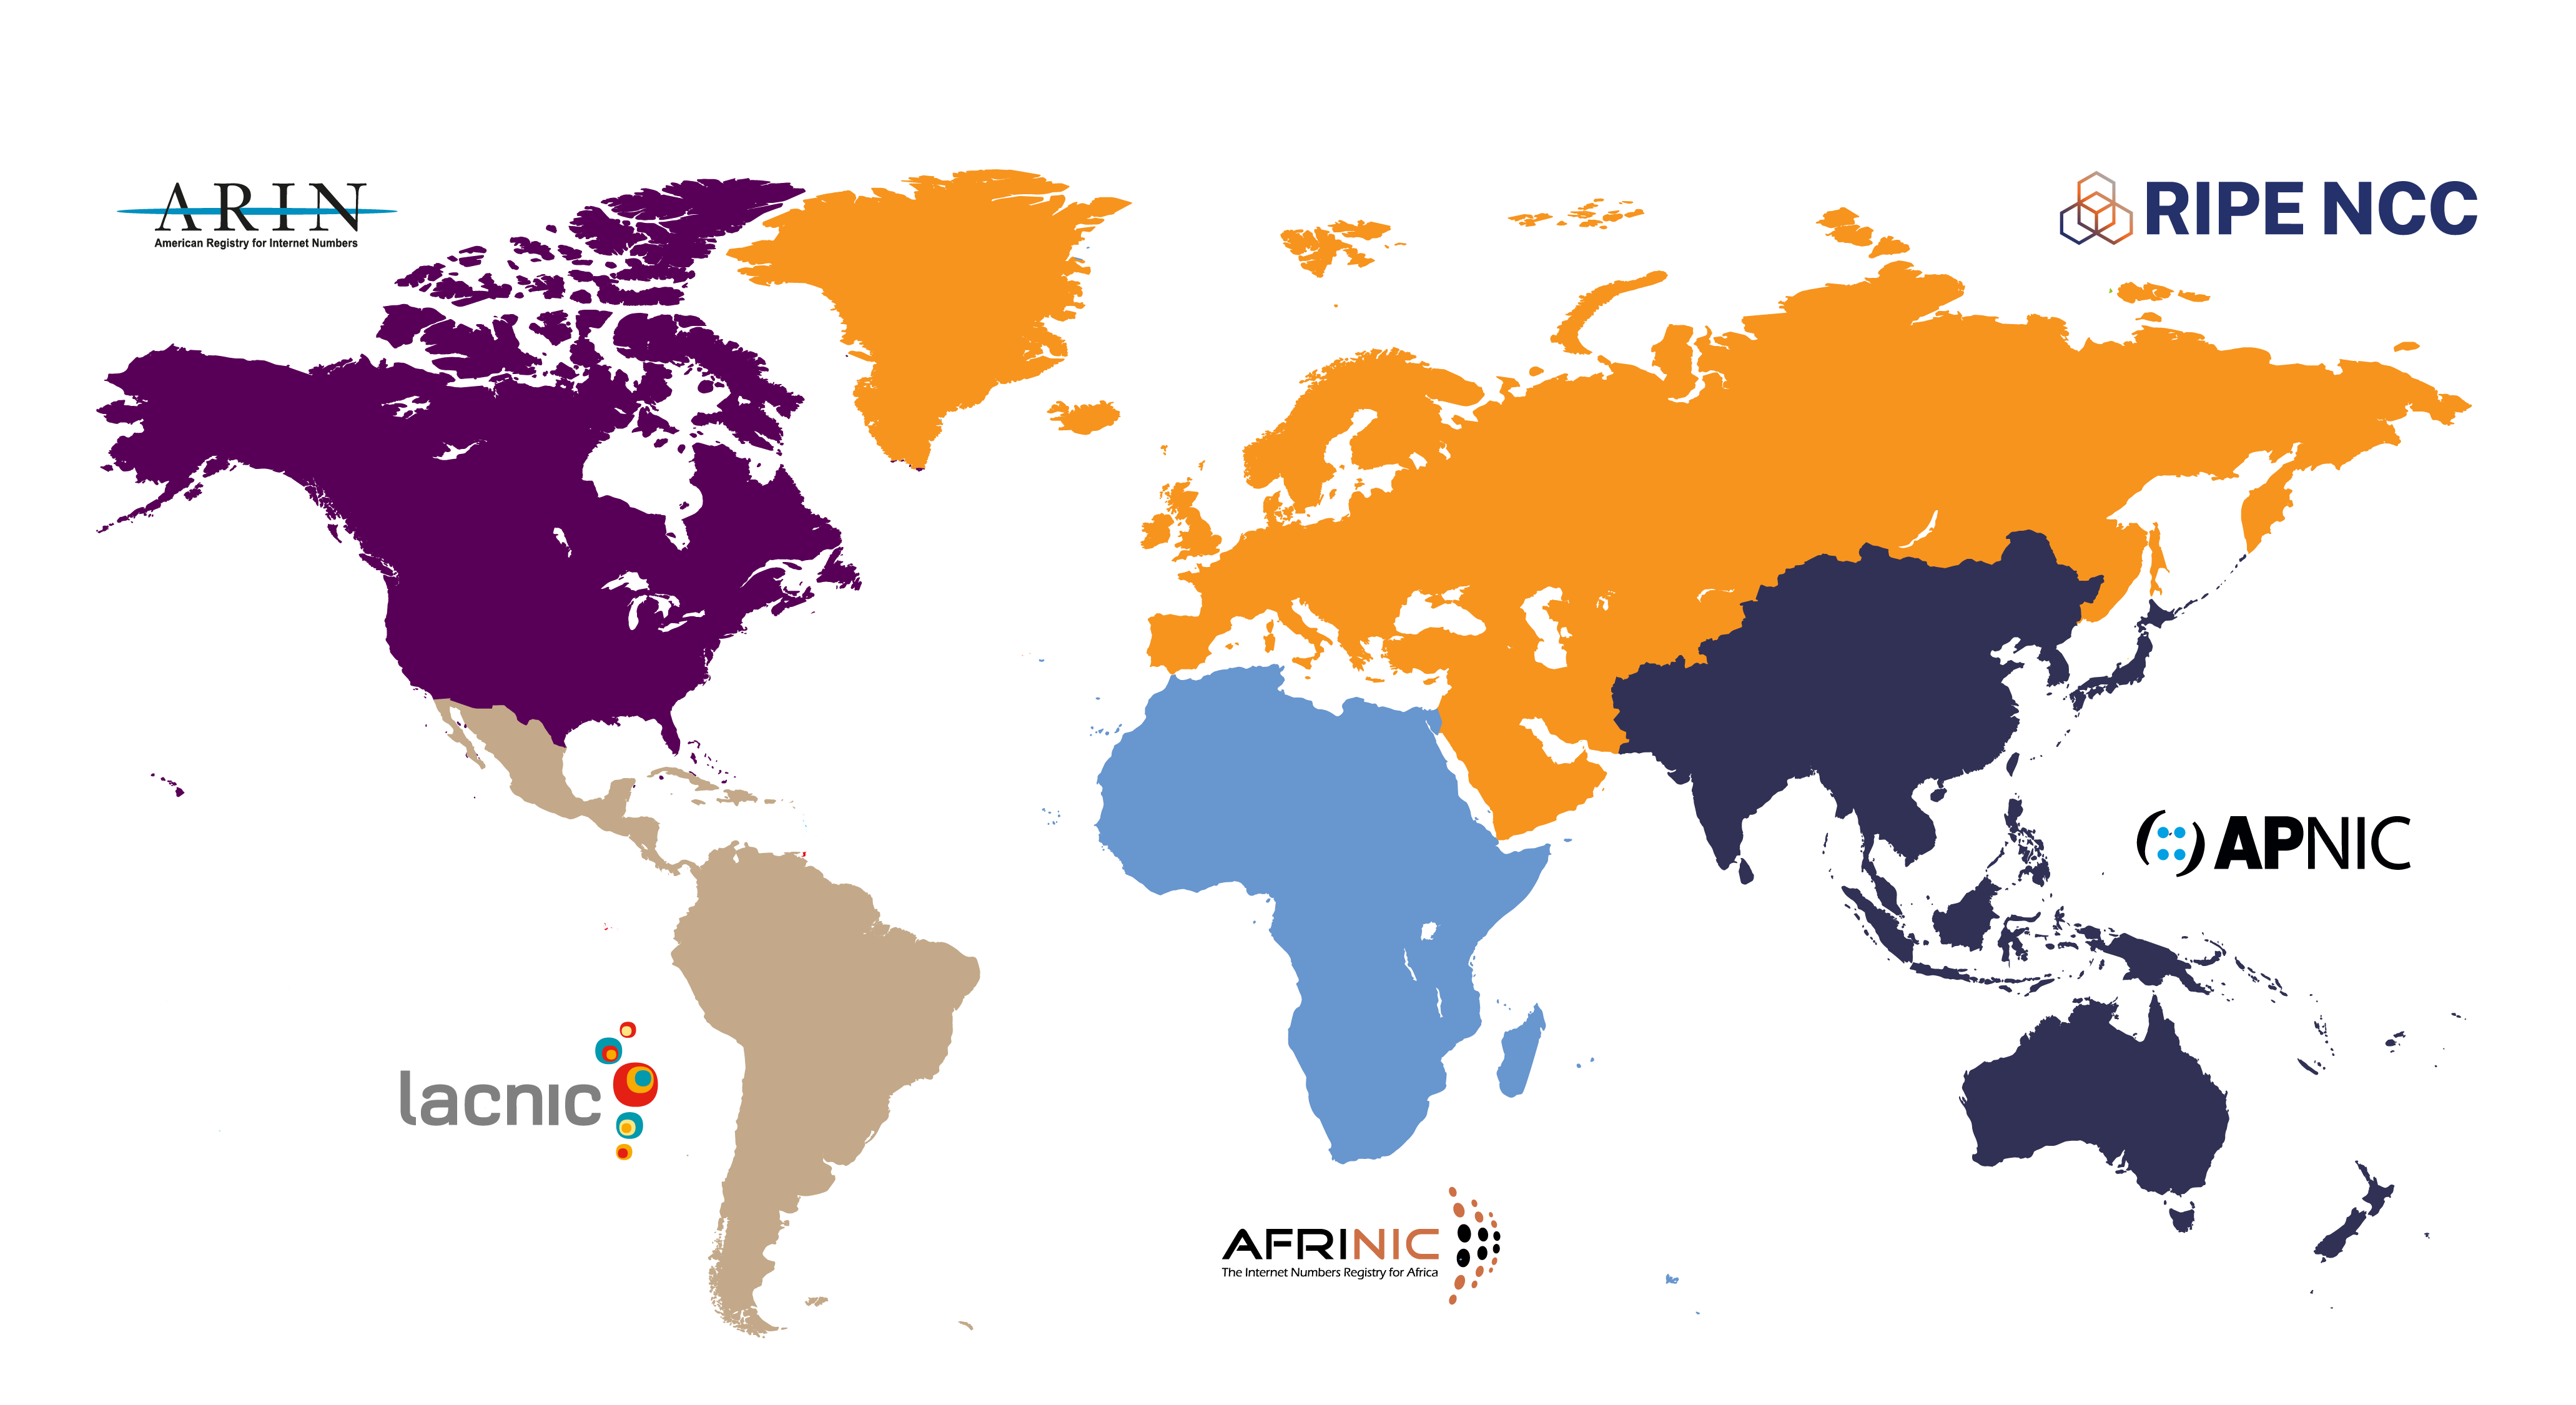 ARIN
American Registry for Internet Numbers
RIPE NCC
APNIC
lacnic
AFRINIC
The Internet Numbers Registry for Africa